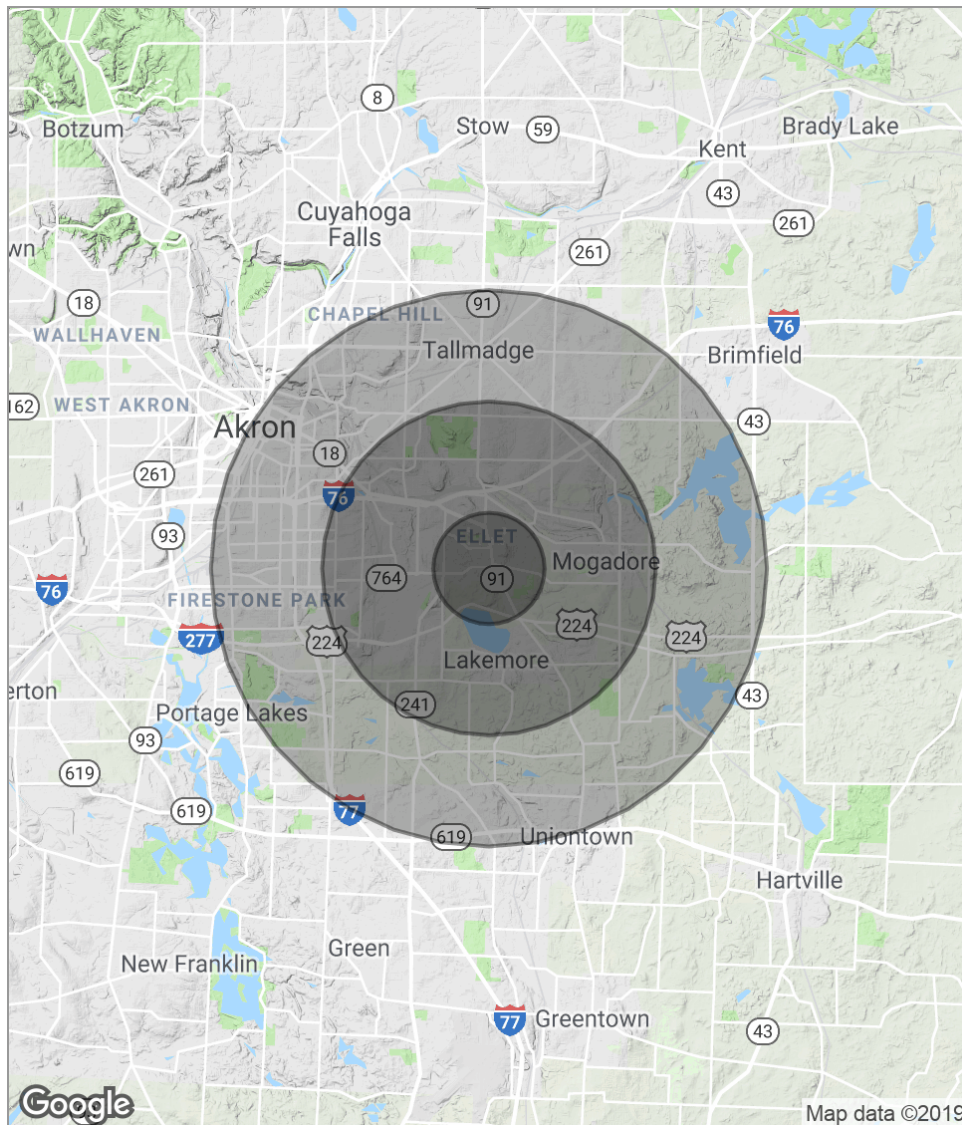 8
Botzum
Stow
59
Brady Lake
Kent
43
Cuyahoga
Falls
261
261
wn
18
CHAPEL HILL
91
76
WALLHAVEN
Tallmadge
Brimfield
162
WEST AKRON
Akron
43
18
261
76
93
ELLET
Mogadore
764
91
76
FIRESTONE PARK
224
224
277
224
Lakemore
erton
43
241
Portage Lakes
93
619
77
619
619
Uniontown
Hartville
Green
New Franklin
77
Greentown
43
Google
Map data ©2019